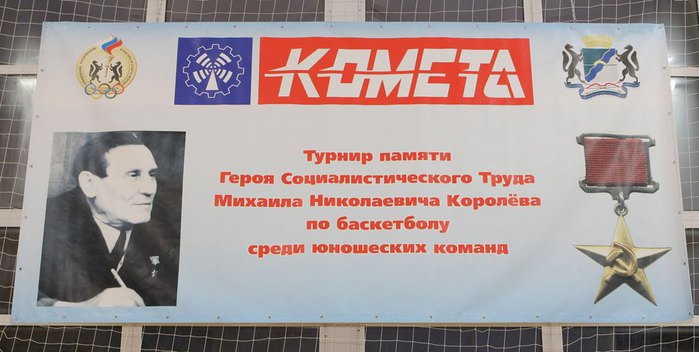 КОМЕТА
Турнир памяти
Героя Социалистического Труда
Михаила Николаевича Королёва
по баскетболу
среди юношеских команд